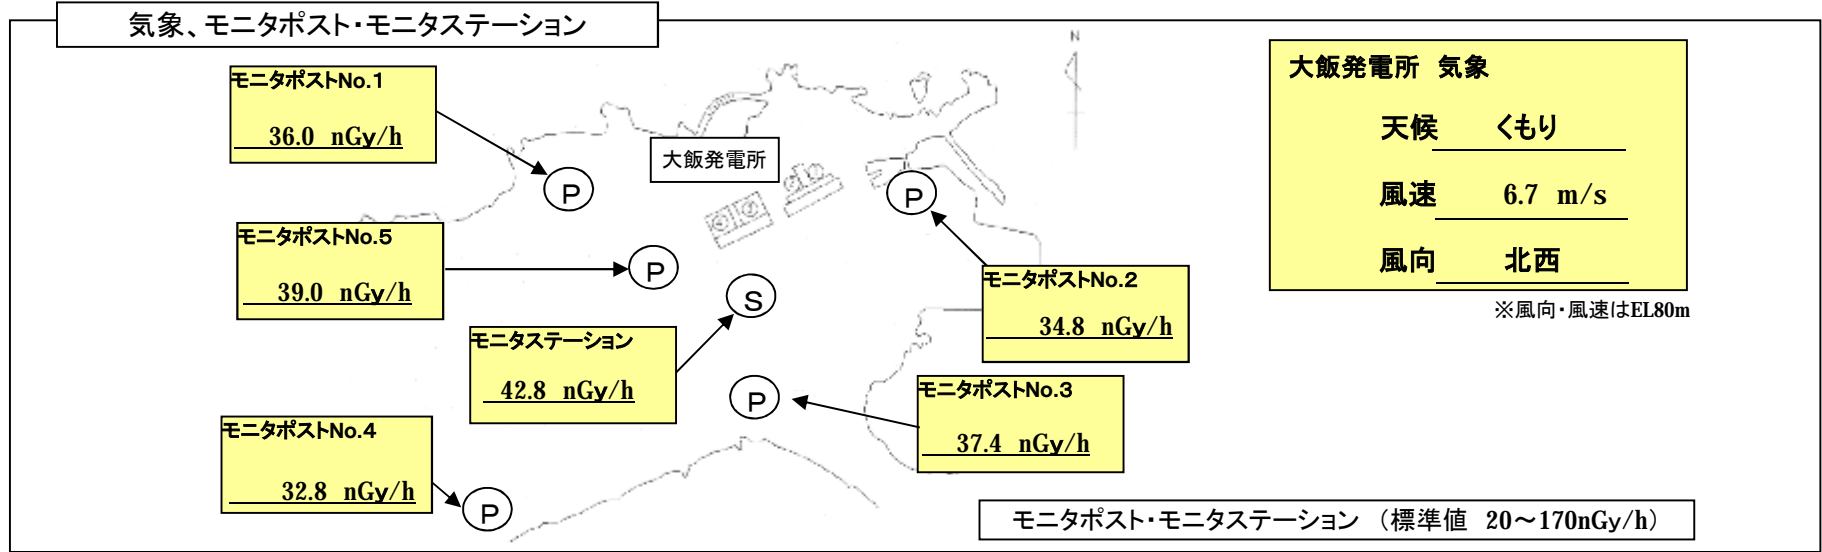 気象、モニタポスト・モニタステーション
N
モニタポストNo.1
36.0 nGy/h
P
大飯発電所
P
モニタポストNo.5
39.0 nGy/h
P
S
モニタポストNo.2
34.8 nGy/h
モニタステーション
42.8 nGy/h
P
モニタポストNo.3
37.4 nGy/h
モニタポストNo.4
32.8 nGy/h
P
大飯発電所 気象
天候 くもり
風速 6.7 m/s
風向 北西
※風向・風速はEL80m
モニタポスト・モニタステーション （標準値 20～170nGy/h）